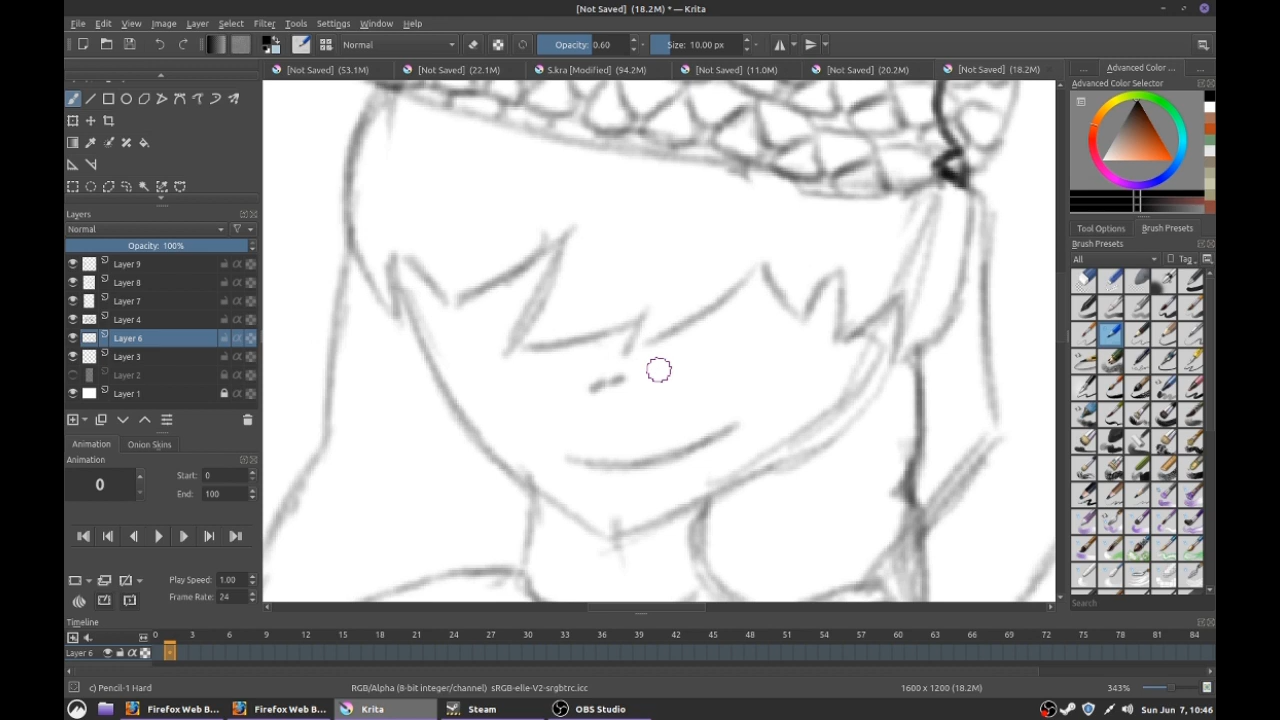 [Not Saved] (18.2M) * — Krita
File Edit View Image Layer Select Filter Tools Settings Window Help
Normal Opacity: 0.60 Size: 10.00 px
[Not Saved] (53.1M) [Not Saved] (22.1M) S.kra [Modified] (94.2M) [Not Saved] (11.0M) [Not Saved] (20.2M) [Not Saved] (18.2M) ... Advanced Color ... ...
Advanced Color Selector
Layers
Normal
Opacity: 100%
Layer 9
Layer 8
Layer 7
Layer 4
Layer 6
Layer 3
Layer 2
Layer 1
Tool Options Brush Presets
Brush Presets
All Tag
Search
Animation Onion Skins
Animation
0
Start: 0
End: 100
Play Speed: 1.00
Frame Rate: 24
Timeline
0 3 6 9 12 15 18 21 24 27 30 33 36 39 42 45 48 51 54 57 60 63 66 69 72 75 78 81 84
Layer 6
c) Pencil-1 Hard RGB/Alpha (8-bit integer/channel) sRGB-elle-V2-srgbtrc.icc 1600 x 1200 (18.2M) 343%
Firefox Web B... Firefox Web B... Krita Steam OBS Studio Sun Jun 7, 10:46